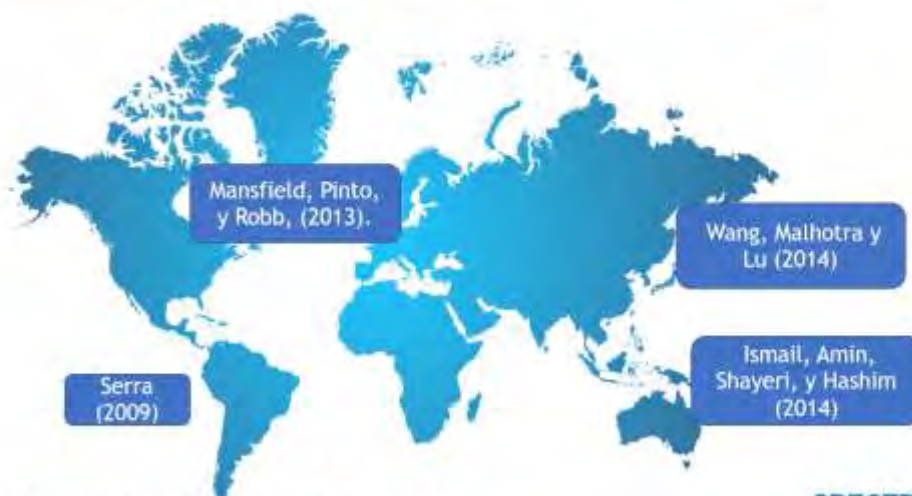 Mansfield, Pinto,
y Robb, (2013).
Wang, Malhotra y
Lu (2014)
Ismail, Amin,
Shayeri, y Hashim
(2014)
Serra
(2009)